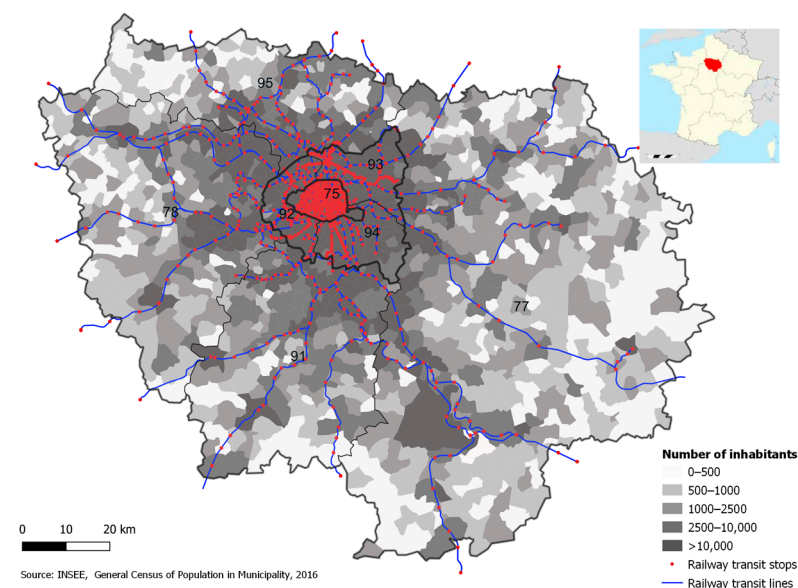 95
93
75
78
92
94
77
91
Number of inhabitants
0–500
500–1000
1000–2500
2500–10,000
>10,000
Railway transit stops
Railway transit lines
0 10 20 km
Source: INSEE, General Census of Population in Municipality, 2016